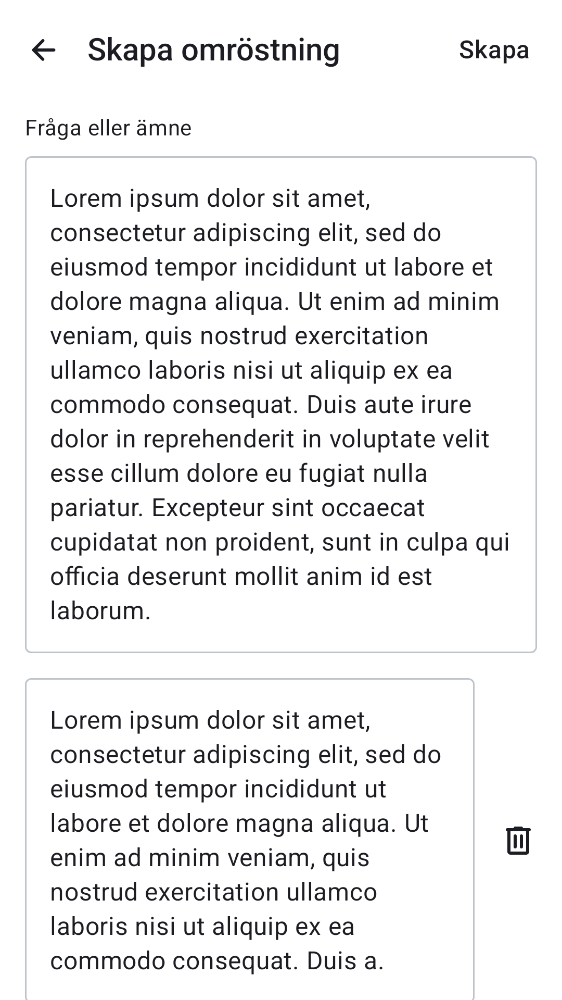 Skapa omröstning
Skapa
Fråga eller ämne
Lorem ipsum dolor sit amet,
consectetur adipiscing elit, sed do
eiusmod tempor incididunt ut labore et
dolore magna aliqua. Ut enim ad minim
veniam, quis nostrud exercitation
ullamco laboris nisi ut aliquip ex ea
commodo consequat. Duis aute irure
dolor in reprehenderit in voluptate velit
esse cillum dolore eu fugiat nulla
pariatur. Excepteur sint occaecat
cupidatat non proident, sunt in culpa qui
officia deserunt mollit anim id est
laborum.
Lorem ipsum dolor sit amet,
consectetur adipiscing elit, sed do
eiusmod tempor incididunt ut
labore et dolore magna aliqua. Ut
enim ad minim veniam, quis
nostrud exercitation ullamco
laboris nisi ut aliquip ex ea
commodo consequat. Duis a.